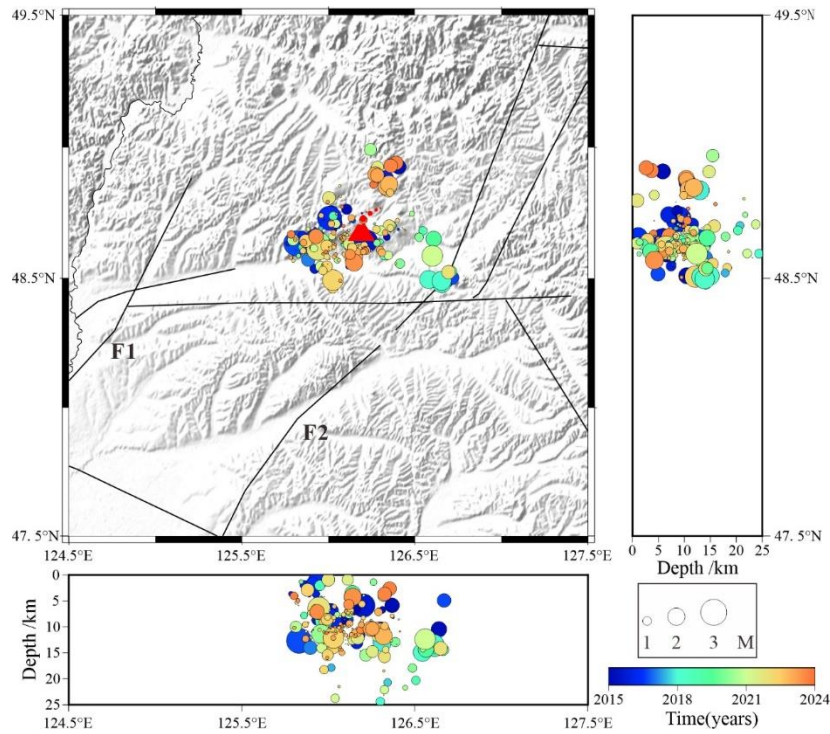 49.5°N
48.5°N
47.5°N
124.5°E
125.5°E
126.5°E
127.5°E
F1
F2
49.5°N
48.5°N
47.5°N
0 5 10 15 20 25
Depth /km
0
5
10
15
20
25
Depth /km
124.5°E
125.5°E
126.5°E
127.5°E
1 2 3 M
2015 2018 2021 2024
Time(years)